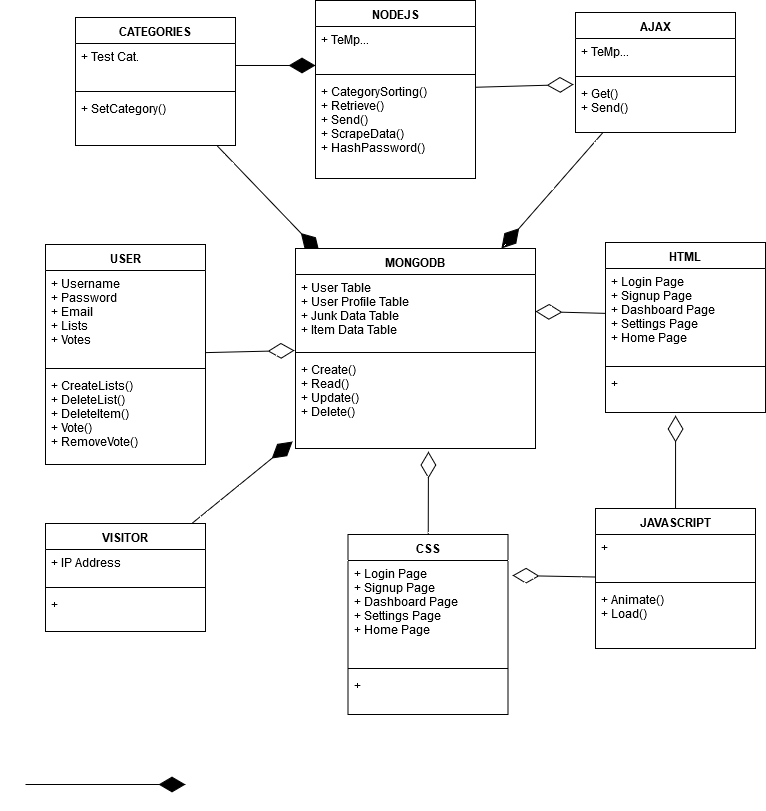 CATEGORIES
+ Test Cat.
+ SetCategory()
NODEJS
+ TeMp...
+ CategorySorting()
+ Retrieve()
+ Send()
+ ScrapeData()
+ HashPassword()
AJAX
+ TeMp...
+ Get()
+ Send()
USER
+ Username
+ Password
+ Email
+ Lists
+ Votes
+ CreateLists()
+ DeleteList()
+ DeleteItem()
+ Vote()
+ RemoveVote()
MONGODB
+ User Table
+ User Profile Table
+ Junk Data Table
+ Item Data Table
+ Create()
+ Read()
+ Update()
+ Delete()
HTML
+ Login Page
+ Signup Page
+ Dashboard Page
+ Settings Page
+ Home Page
+
VISITOR
+ IP Address
+
CSS
+ Login Page
+ Signup Page
+ Dashboard Page
+ Settings Page
+ Home Page
+
JAVASCRIPT
+
+ Animate()
+ Load()